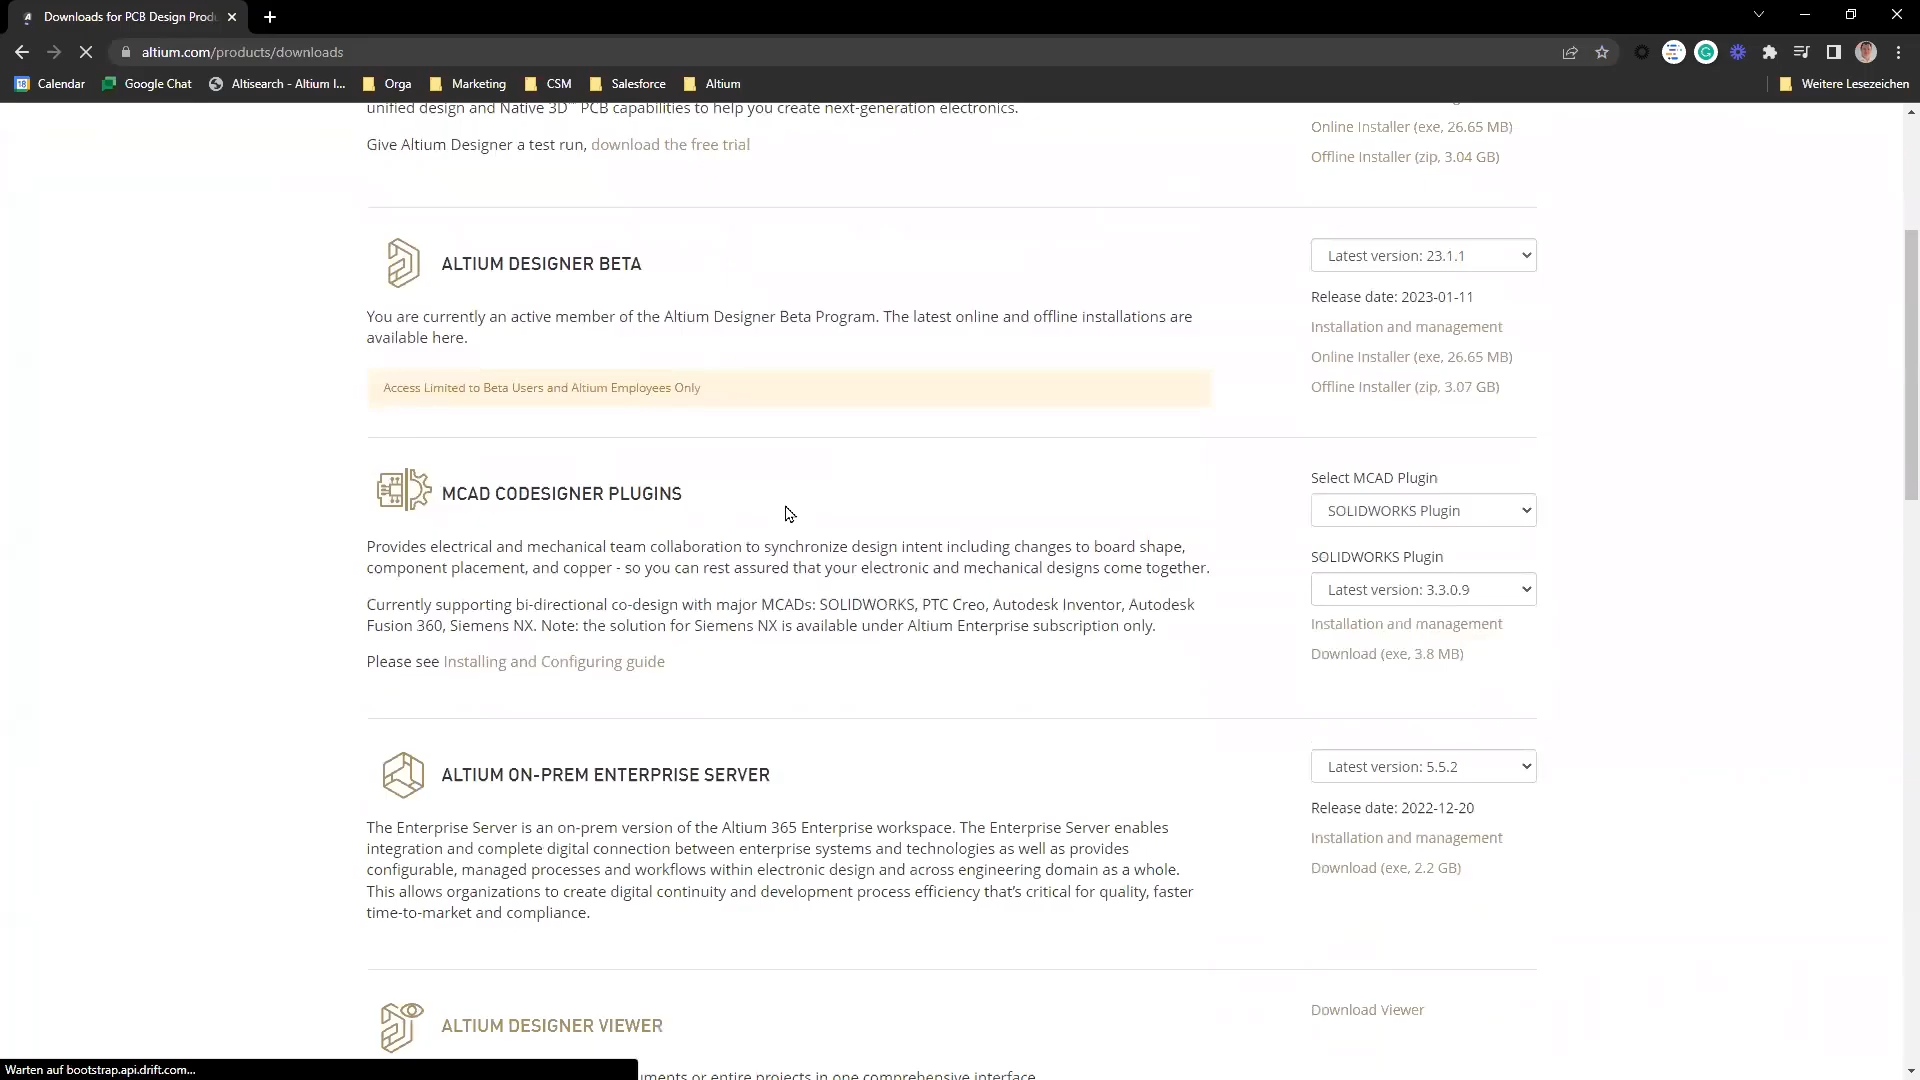 Downloads for PCB Design Prod
altium.com/products/downloads
18 Calendar Google Chat Altisearch - Altium I... Orga Marketing CSM Salesforce Altium Weitere Lesezeichen
unified design and Native 3D™ PCB capabilities to help you create next-generation electronics.
Give Altium Designer a test run, download the free trial
Online Installer (exe, 26.65 MB)
Offline Installer (zip, 3.04 GB)
ALTIUM DESIGNER BETA
You are currently an active member of the Altium Designer Beta Program. The latest online and offline installations are
available here.
Access Limited to Beta Users and Altium Employees Only
Latest version: 23.1.1
Release date: 2023-01-11
Installation and management
Online Installer (exe, 26.65 MB)
Offline Installer (zip, 3.07 GB)
MCAD CODESIGNER PLUGINS
Provides electrical and mechanical team collaboration to synchronize design intent including changes to board shape,
component placement, and copper - so you can rest assured that your electronic and mechanical designs come together.
Currently supporting bi-directional co-design with major MCADs: SOLIDWORKS, PTC Creo, Autodesk Inventor, Autodesk
Fusion 360, Siemens NX. Note: the solution for Siemens NX is available under Altium Enterprise subscription only.
Please see Installing and Configuring guide
Select MCAD Plugin
SOLIDWORKS Plugin
SOLIDWORKS Plugin
Latest version: 3.3.0.9
Installation and management
Download (exe, 3.8 MB)
ALTIUM ON-PREM ENTERPRISE SERVER
The Enterprise Server is an on-prem version of the Altium 365 Enterprise workspace. The Enterprise Server enables
integration and complete digital connection between enterprise systems and technologies as well as provides
configurable, managed processes and workflows within electronic design and across engineering domain as a whole.
This allows organizations to create digital continuity and development process efficiency that's critical for quality, faster
time-to-market and compliance.
Latest version: 5.5.2
Release date: 2022-12-20
Installation and management
Download (exe, 2.2 GB)
ALTIUM DESIGNER VIEWER
Download Viewer
or entire projects in one comprehensive interface
Warten auf bootstrap.api.drift.com...